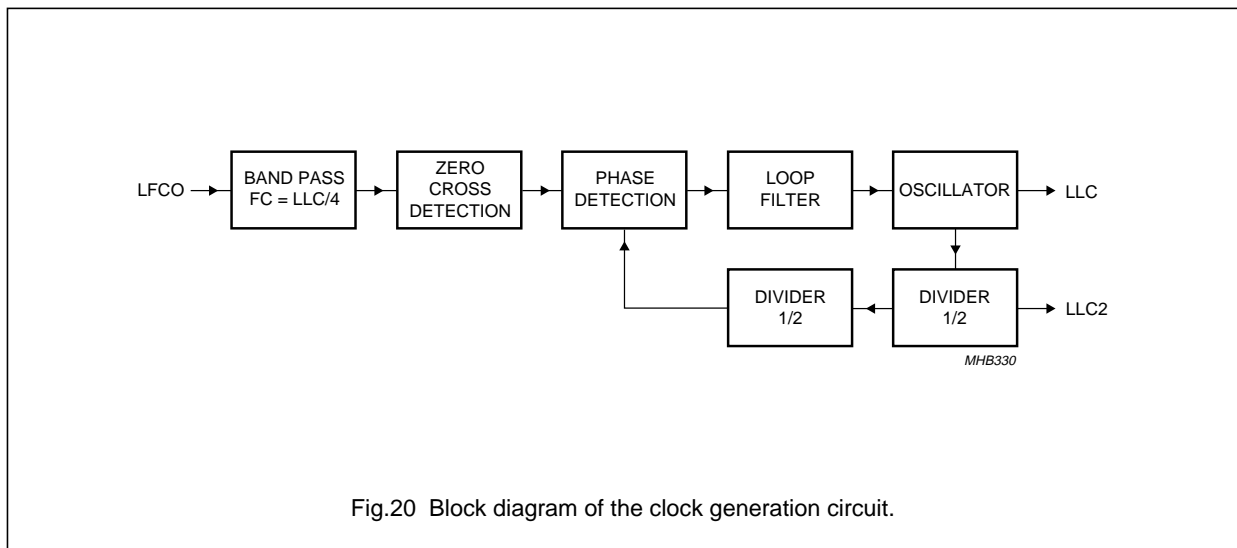 LFCO
BAND PASS
FC = LLC/4
ZERO
CROSS
DETECTION
PHASE
DETECTION
LOOP
FILTER
OSCILLATOR
LLC
DIVIDER
1/2
DIVIDER
1/2
LLC2
MHB330
Fig.20 Block diagram of the clock generation circuit.